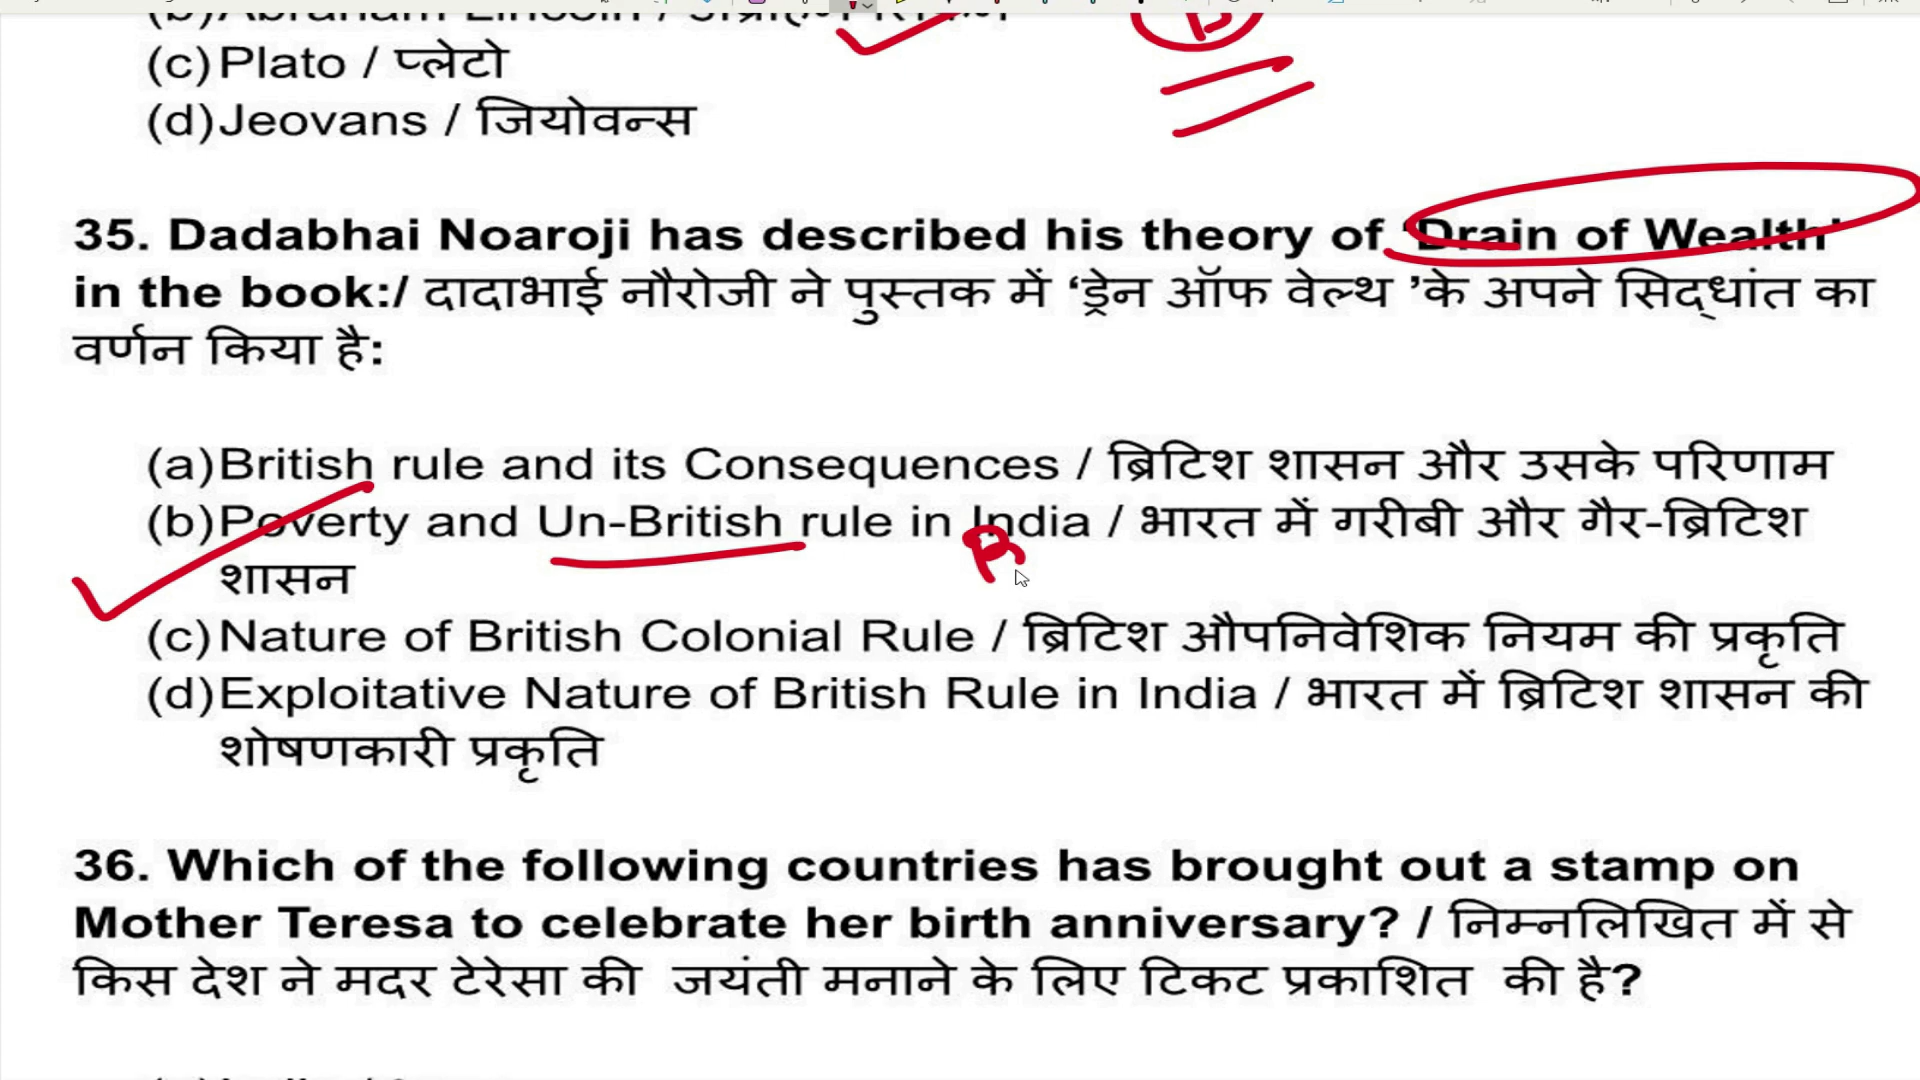 (b) Abraham Lincoln /
(c) Plato / प्लेटो
(d) Jeovans / जियोवन्स
35. Dadabhai Noaroji has described his theory of 'Drain of Wealth'
in the book:/ दादाभाई नौरोजी ने पुस्तक में ‘ड्रेन ऑफ वेल्थ ’के अपने सिद्धांत का
वर्णन किया है:
(a) British rule and its Consequences / ब्रिटिश शासन और उसके परिणाम
(b) Poverty and Un-British rule in India / भारत में गरीबी और गैर-ब्रिटिश
शासन
(c) Nature of British Colonial Rule / ब्रिटिश औपनिवेशिक नियम की प्रकृति
(d) Exploitative Nature of British Rule in India / भारत में ब्रिटिश शासन की
शोषणकारी प्रकृति
36. Which of the following countries has brought out a stamp on
Mother Teresa to celebrate her birth anniversary? / निम्नलिखित में से
किस देश ने मदर टेरेसा की जयंती मनाने के लिए टिकट प्रकाशित की है?